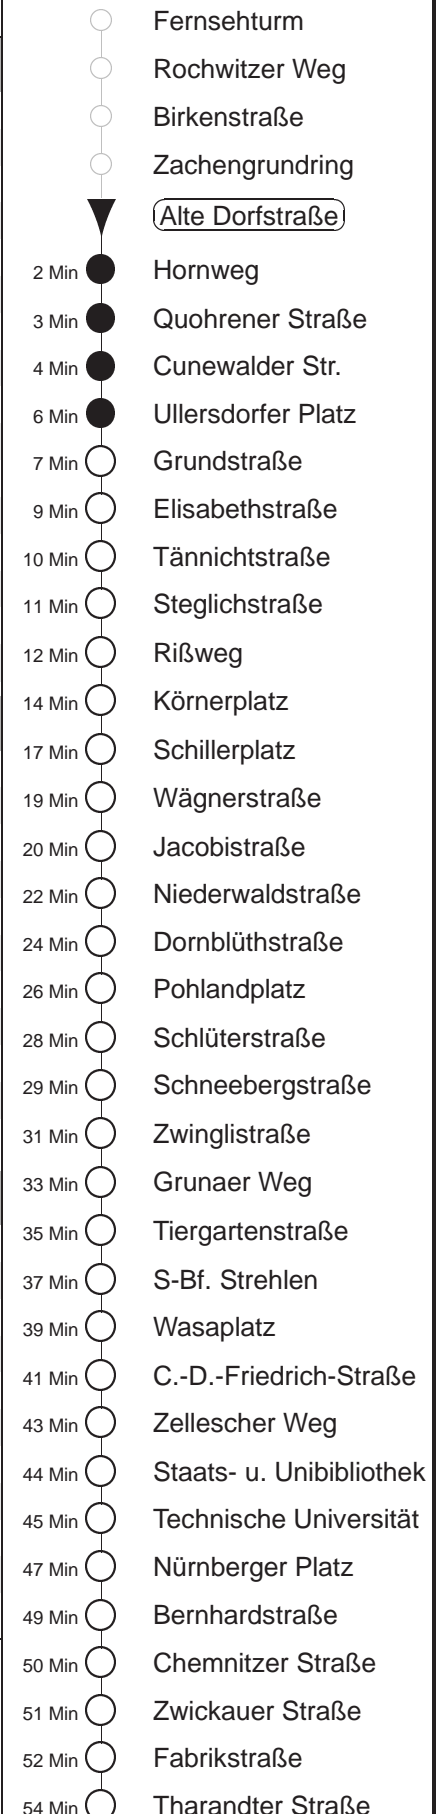 Fernsehturm
Rochwitzer Weg
Birkenstraße
Zachengrundring
Alte Dorfstraße
2 Min Hornweg
3 Min Quohrener Straße
4 Min Cunewalder Str.
6 Min Ullersdorfer Platz
7 Min Grundstraße
9 Min Elisabethstraße
10 Min Tännichtstraße
11 Min Steglichstraße
12 Min Rißweg
14 Min Körnerplatz
17 Min Schillerplatz
19 Min Wägnerstraße
20 Min Jacobistraße
22 Min Niederwaldstraße
24 Min Dornblüthstraße
26 Min Pohlandplatz
28 Min Schlüterstraße
29 Min Schneebergstraße
31 Min Zwinglistraße
33 Min Grunaer Weg
35 Min Tiergartenstraße
37 Min S-Bf. Strehlen
39 Min Wasaplatz
41 Min C.-D.-Friedrich-Straße
43 Min Zellescher Weg
44 Min Staats- u. Unibibliothek
45 Min Technische Universität
47 Min Nürnberger Platz
49 Min Bernhardstraße
50 Min Chemnitzer Straße
51 Min Zwickauer Straße
52 Min Fabrikstraße
54 Min Tharandter Straße